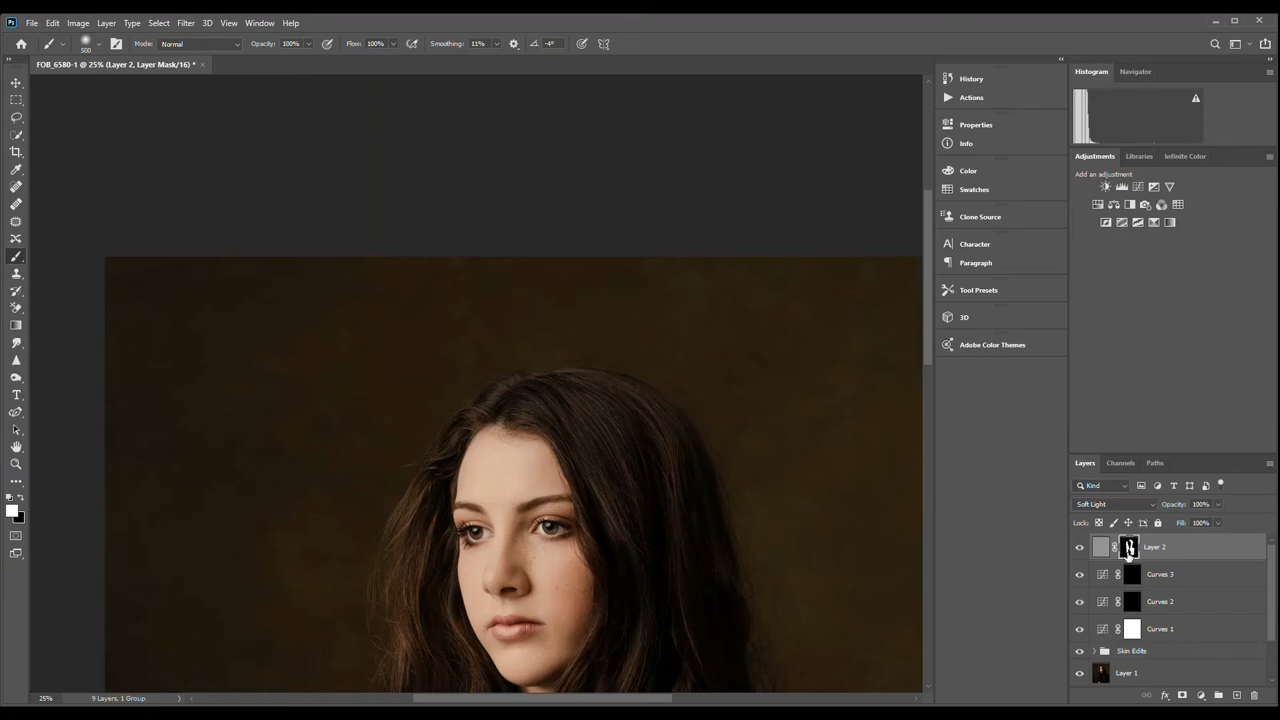 Ps File Edit Image Layer Type Select Filter 3D View Window Help
500 Mode: Normal Opacity: 100% Flow: 100% Smoothing: 11% -4°
FOB_6580-1 @ 25% (Layer 2, Layer Mask/16) * ×
History
Actions
Properties
Info
Color
Swatches
Clone Source
Character
Paragraph
Tool Presets
3D
Adobe Color Themes
Histogram Navigator
Adjustments Libraries Infinite Color
Add an adjustment
Layers Channels Paths
Kind
Soft Light Opacity: 100%
Lock: Fill: 100%
Layer 2
Curves 3
Curves 2
Curves 1
Skin Edits
Layer 1
25% 9 Layers, 1 Group